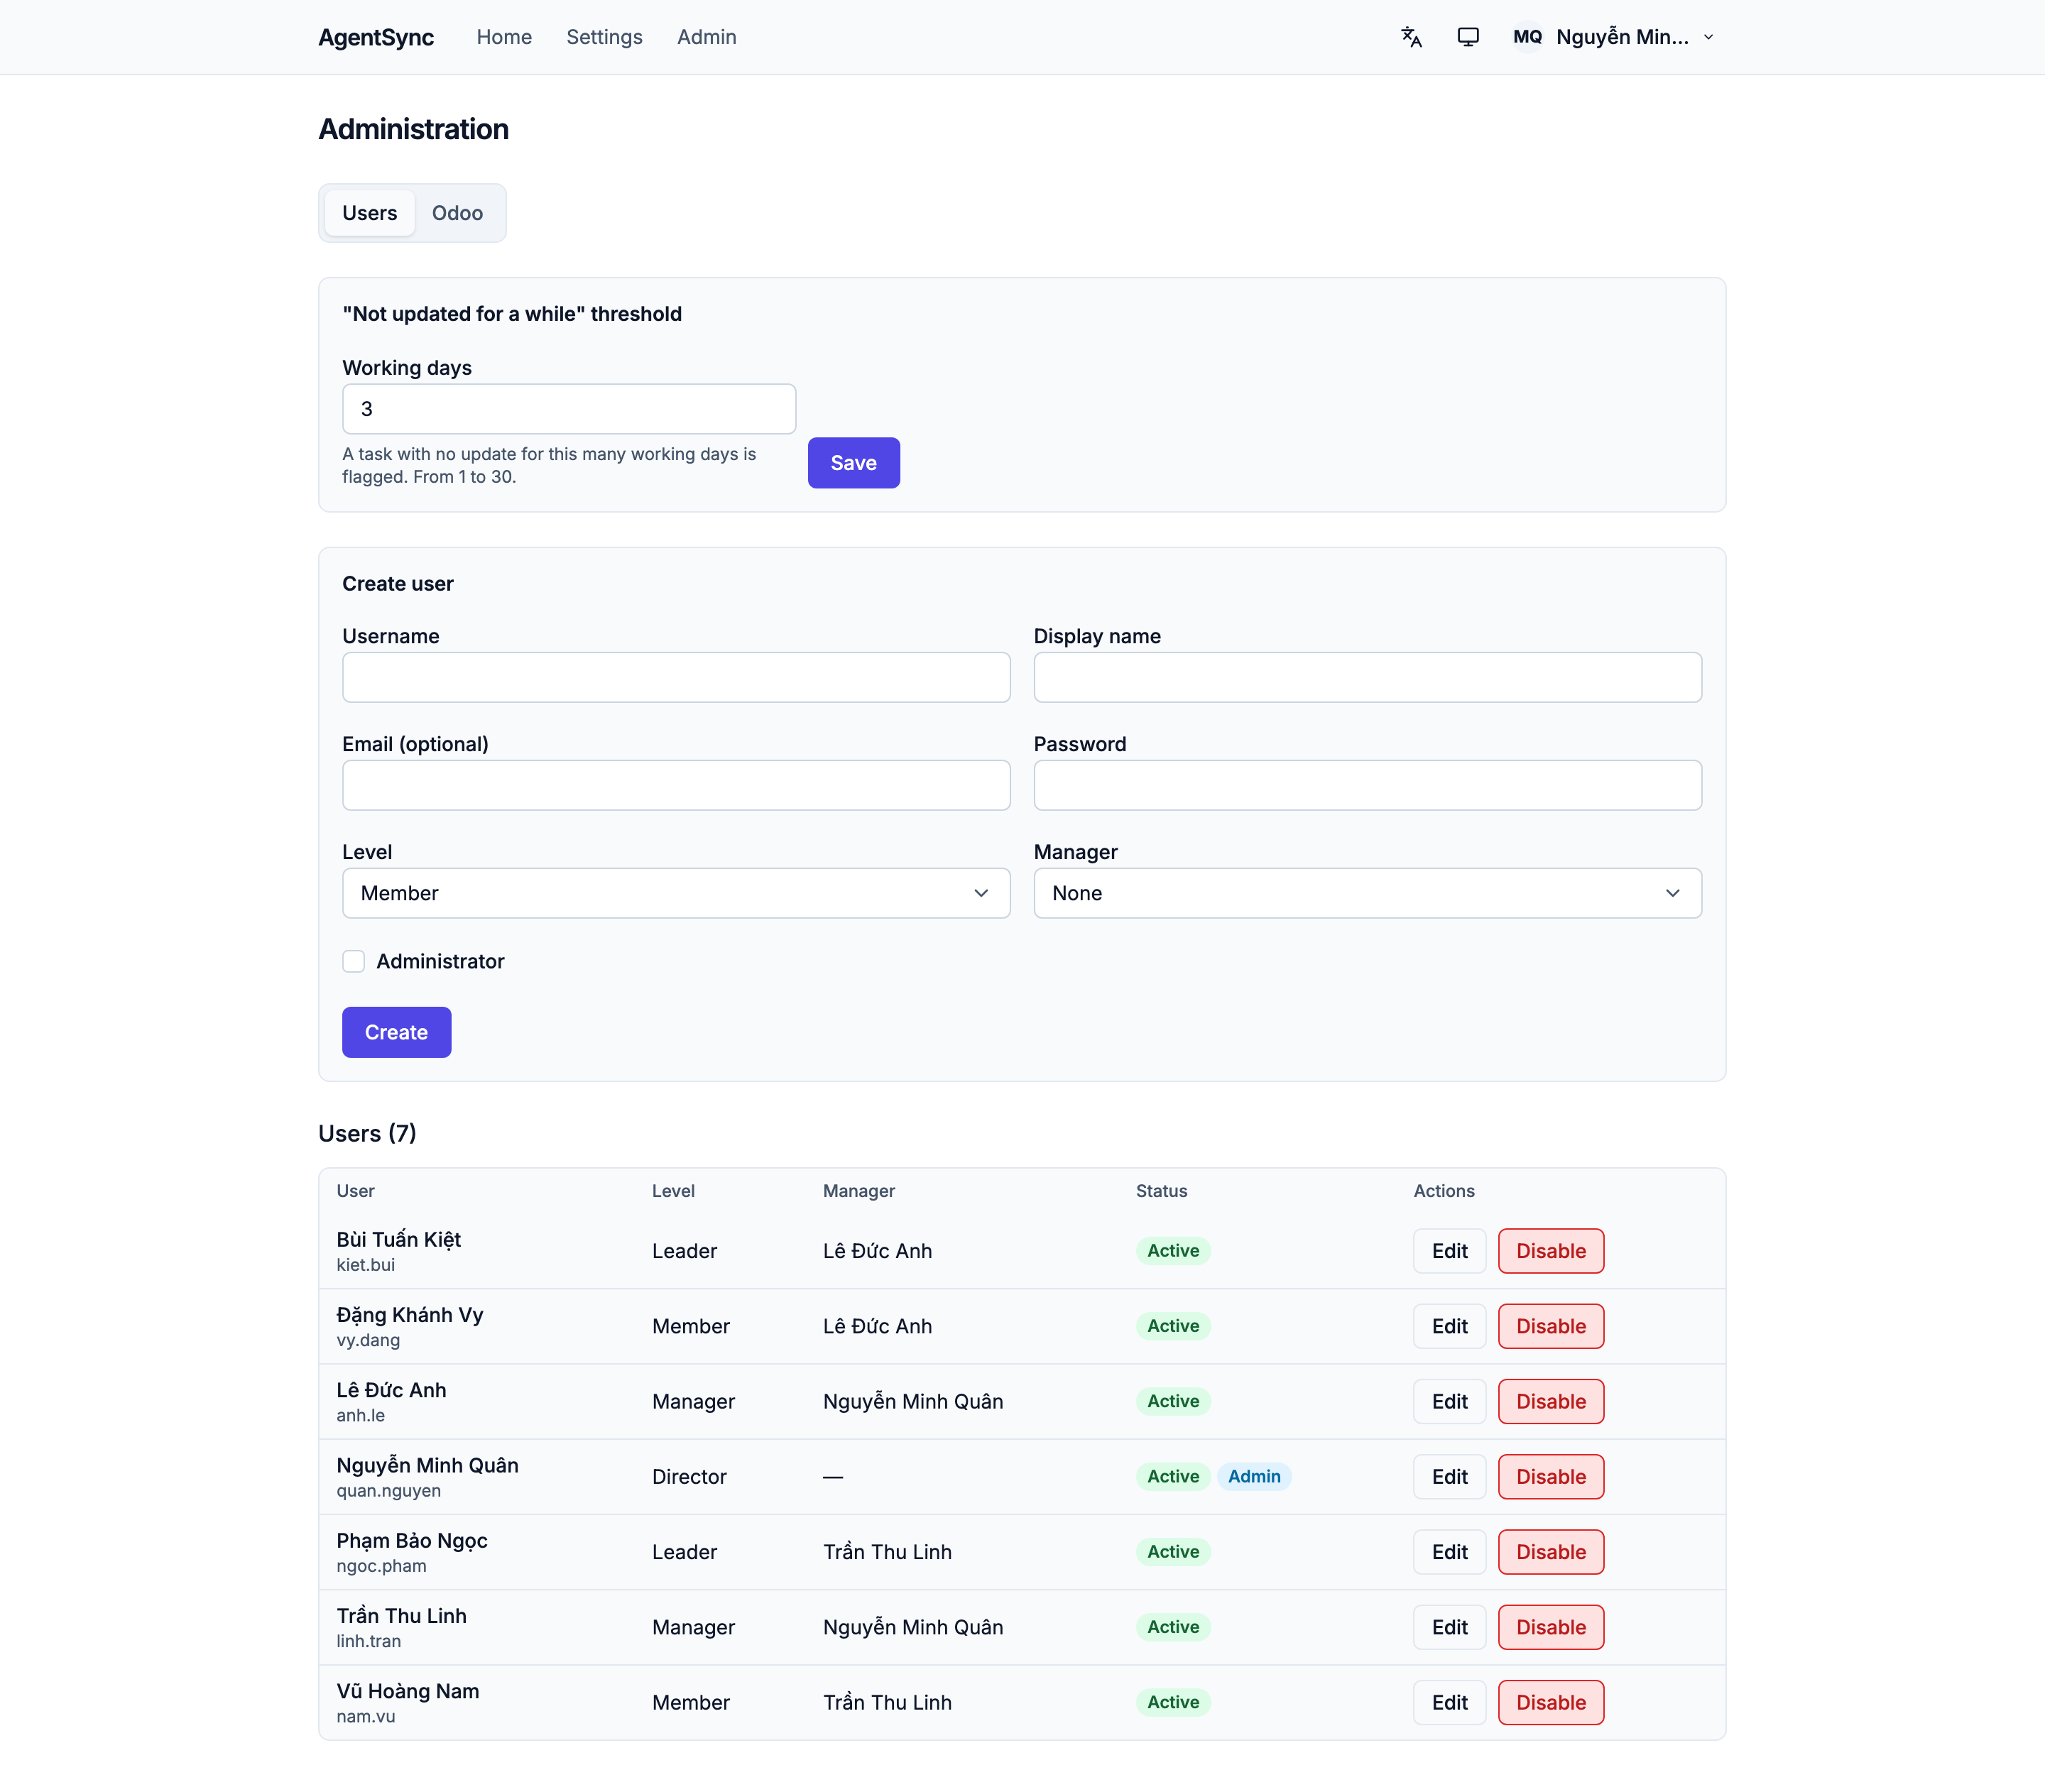 AgentSync Home Settings Admin MQ Nguyễn Min...
Administration
Users Odoo
"Not updated for a while" threshold
Working days
3
A task with no update for this many working days is
flagged. From 1 to 30.
Save
Create user
Username Display name
Email (optional) Password
Level Manager
Member None
Administrator
Create
Users (7)
User Level Manager Status Actions
Bùi Tuấn Kiệt
kiet.bui
Leader Lê Đức Anh Active Edit Disable
Đặng Khánh Vy
vy.dang
Member Lê Đức Anh Active Edit Disable
Lê Đức Anh
anh.le
Manager Nguyễn Minh Quân Active Edit Disable
Nguyễn Minh Quân
quan.nguyen
Director — Active Admin Edit Disable
Phạm Bảo Ngọc
ngoc.pham
Leader Trần Thu Linh Active Edit Disable
Trần Thu Linh
linh.tran
Manager Nguyễn Minh Quân Active Edit Disable
Vũ Hoàng Nam
nam.vu
Member Trần Thu Linh Active Edit Disable